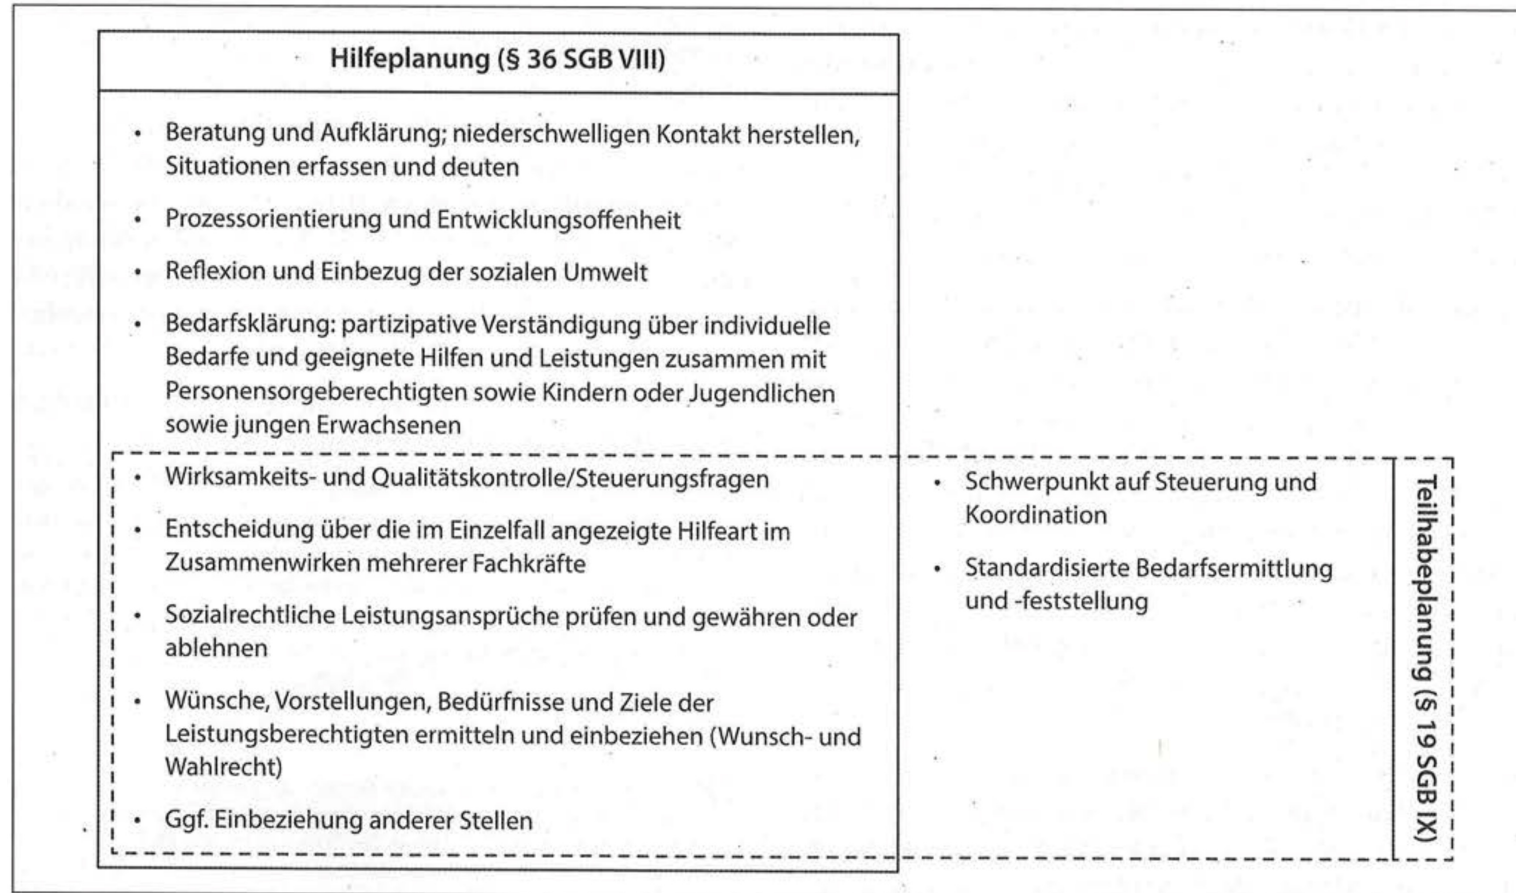 Hilfeplanung (§ 36 SGB VIII)
• Beratung und Aufklärung; niederschwelligen Kontakt herstellen,
Situationen erfassen und deuten
• Prozessorientierung und Entwicklungsoffenheit
• Reflexion und Einbezug der sozialen Umwelt
• Bedarfsklärung: partizipative Verständigung über individuelle
Bedarfe und geeignete Hilfen und Leistungen zusammen mit
Personensorgeberechtigten sowie Kindern oder Jugendlichen
sowie jungen Erwachsenen
• Wirksamkeits- und Qualitätskontrolle/Steuerungsfragen
• Entscheidung über die im Einzelfall angezeigte Hilfeart im
Zusammenwirken mehrerer Fachkräfte
• Sozialrechtliche Leistungsansprüche prüfen und gewähren oder
ablehnen
• Wünsche, Vorstellungen, Bedürfnisse und Ziele der
Leistungsberechtigten ermitteln und einbeziehen (Wunsch- und
Wahlrecht)
• Ggf. Einbeziehung anderer Stellen
• Schwerpunkt auf Steuerung und
Koordination
• Standardisierte Bedarfsermittlung
und -feststellung
Teilhabeplanung (§ 19 SGB IX)